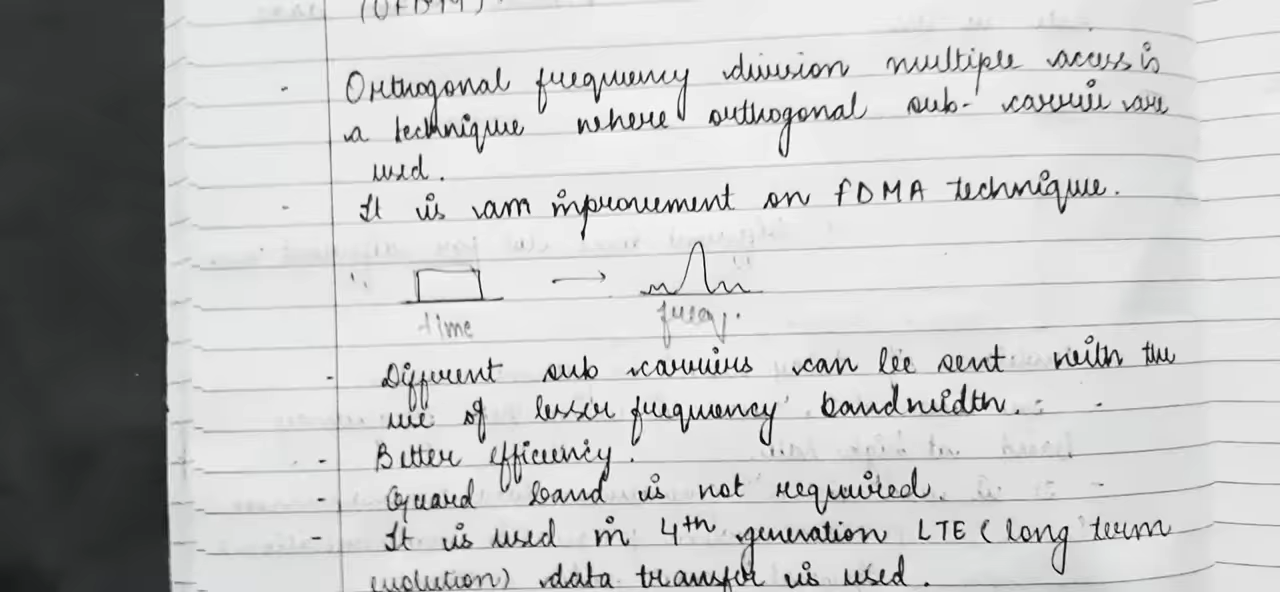 (OFDM)
- Orthogonal frequency division multiple access is
a technique where orthogonal sub-carrier are
used.
- It is am improvement on FDMA technique.
time → freq.
- Different sub carriers can be sent with the
use of lesser frequency bandwidth.
- Better efficiency.
- Guard band is not required.
- It is used in 4th generation LTE (long term
evolution) data transfer is used.